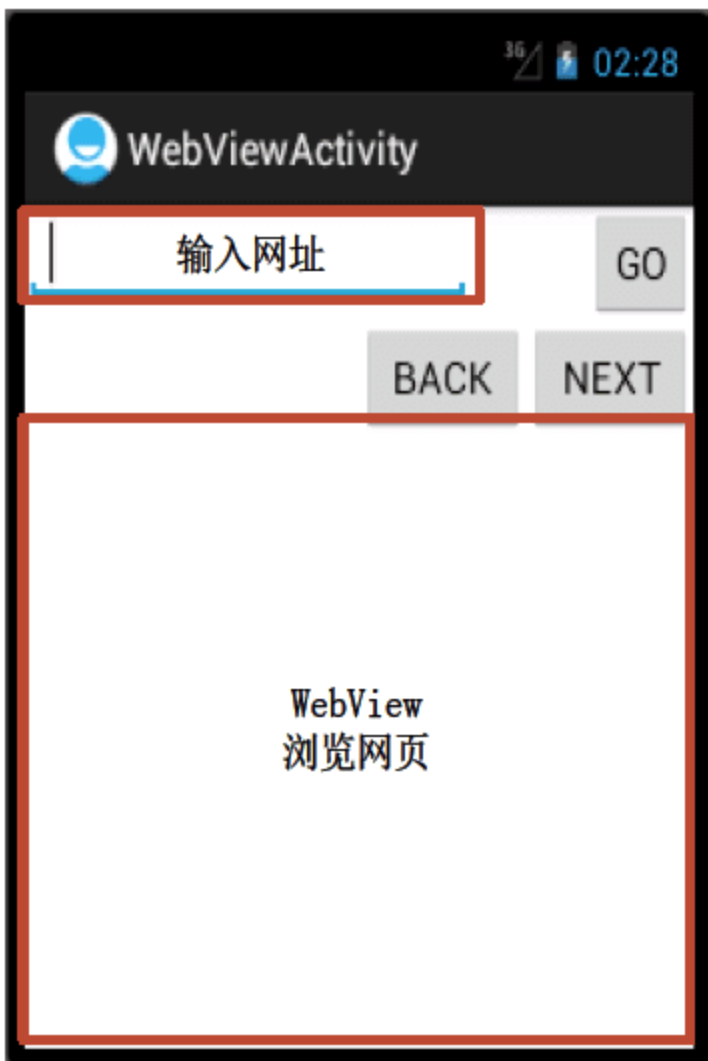 3G 02:28
WebViewActivity
输入网址 GO
BACK NEXT
WebView
浏览网页